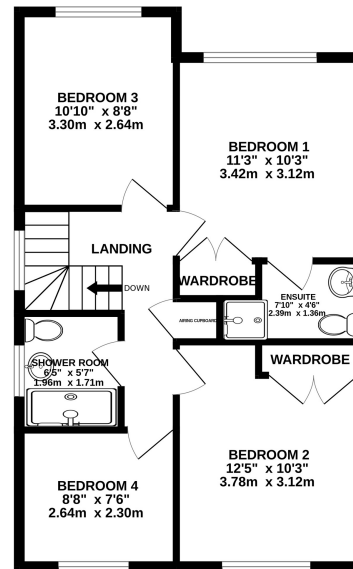 BEDROOM 3
10'10" x 8'8"
3.30m x 2.64m
BEDROOM 1
11'3" x 10'3"
3.42m x 3.12m
LANDING
WARDROBE
DOWN
ENSUITE
7'10" x 4'6"
2.39m x 1.36m
AIRING CUPBOARD
SHOWER ROOM
6'5" x 5'7"
1.96m x 1.71m
WARDROBE
BEDROOM 2
12'5" x 10'3"
3.78m x 3.12m
BEDROOM 4
8'8" x 7'6"
2.64m x 2.30m